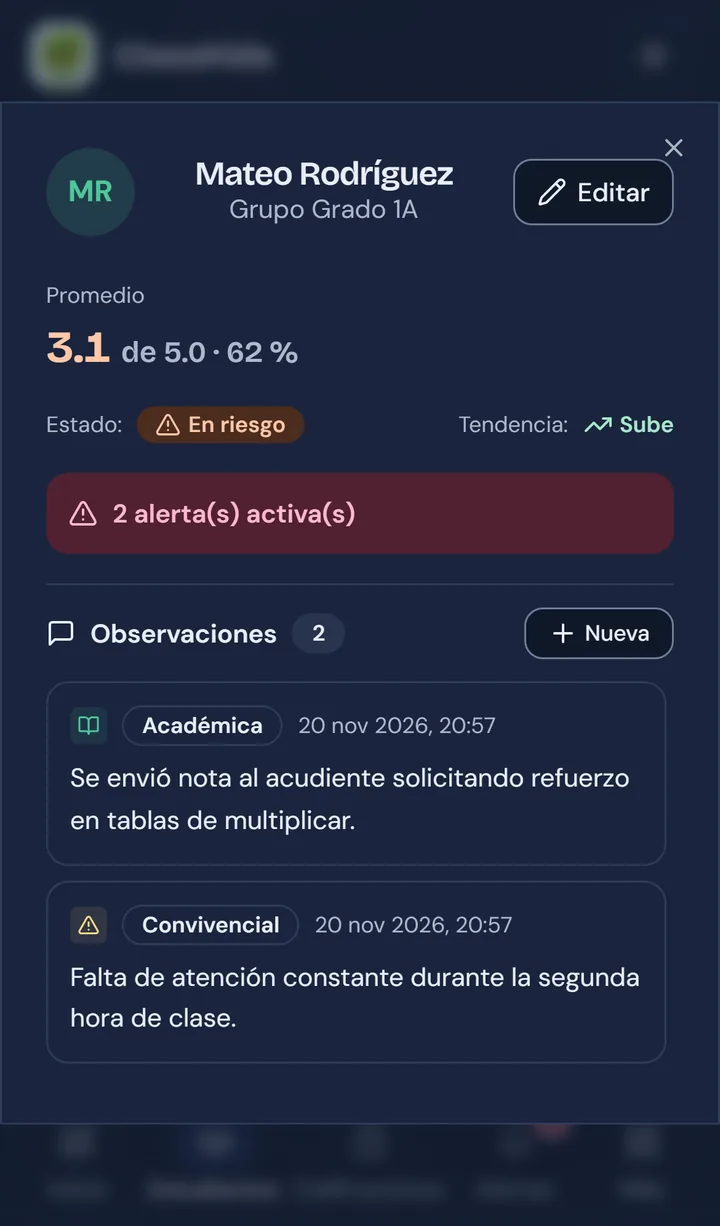 MR
Mateo Rodríguez
Grupo Grado 1A
Editar
Promedio
3.1 de 5.0 · 62 %
Estado: En riesgo
Tendencia: Sube
2 alerta(s) activa(s)
Observaciones 2
Nueva
Académica 20 nov 2026, 20:57
Se envió nota al acudiente solicitando refuerzo
en tablas de multiplicar.
Convivencial 20 nov 2026, 20:57
Falta de atención constante durante la segunda
hora de clase.